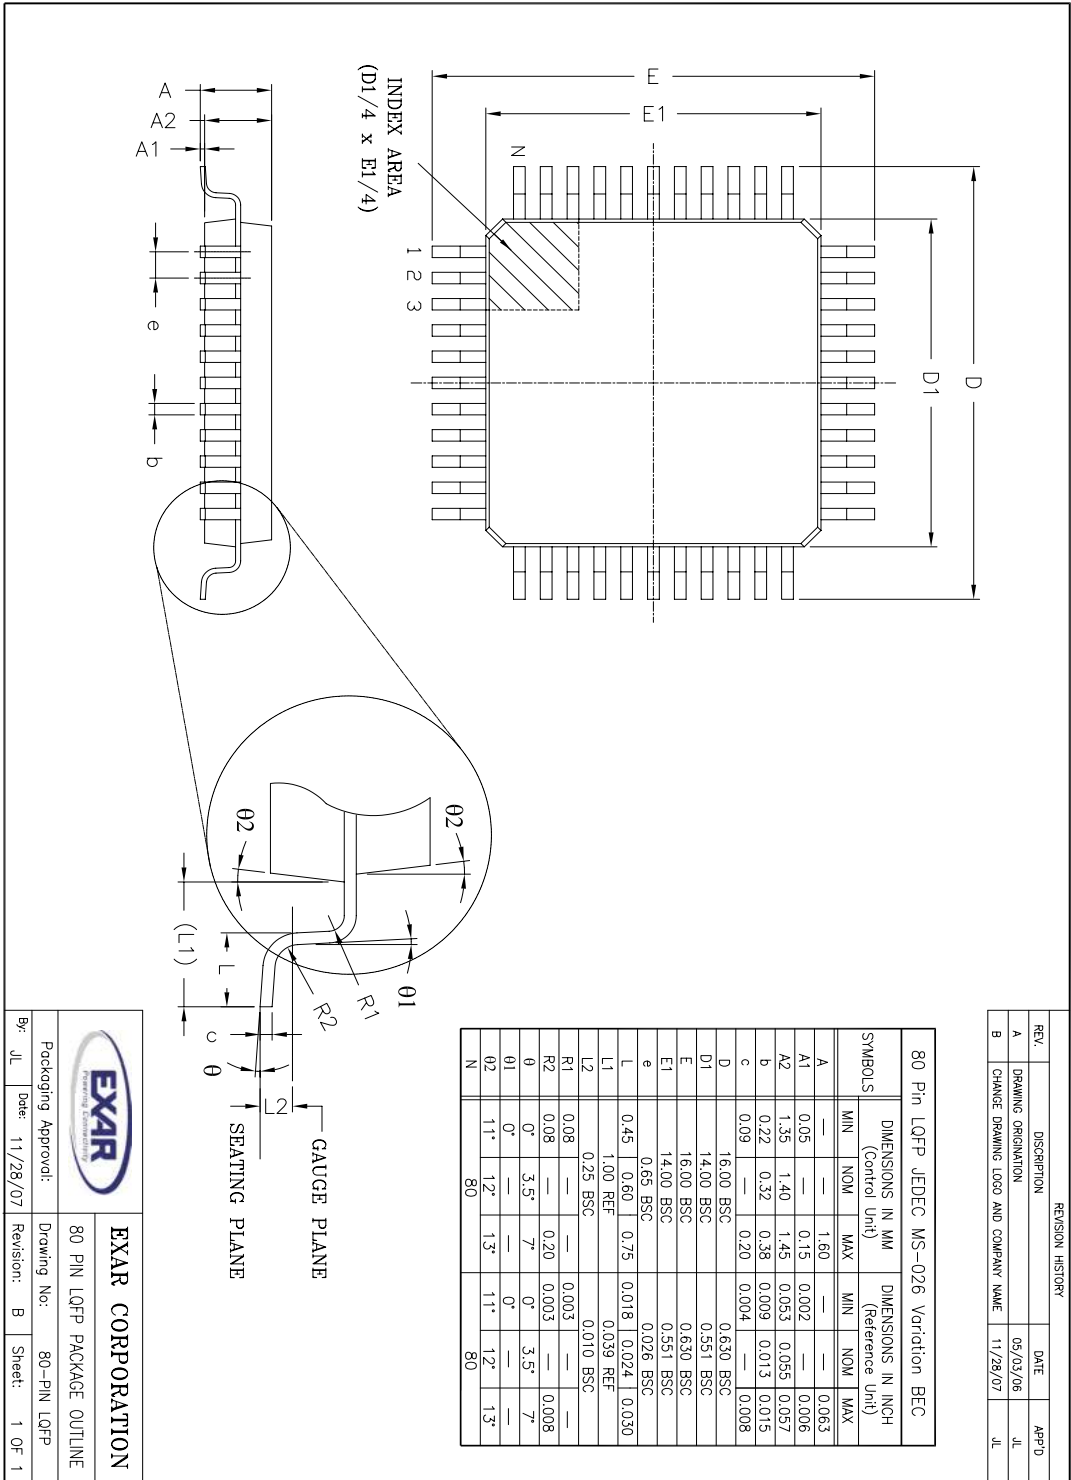 REVISION HISTORY
REV. DISCRIPTION DATE APP'D
A DRAWING ORIGINATION 05/03/06 JL
B CHANGE DRAWING LOGO AND COMPANY NAME 11/28/07 JL
D
D1
E
E1
N
1 2 3
INDEX AREA
(D1/4 x E1/4)
A
A2
A1
e
b
θ2
θ2
θ1
R1
R2
L
(L1)
c
θ
L2
GAUGE PLANE
SEATING PLANE
80 Pin LQFP JEDEC MS-026 Variation BEC
SYMBOLS DIMENSIONS IN MM DIMENSIONS IN INCH
(Control Unit) (Reference Unit)
MIN NOM MAX MIN NOM MAX
A — — 1.60 — — 0.063
A1 0.05 — 0.15 0.002 — 0.006
A2 1.35 1.40 1.45 0.053 0.055 0.057
b 0.22 0.32 0.38 0.009 0.013 0.015
c 0.09 — 0.20 0.004 — 0.008
D 16.00 BSC 0.630 BSC
D1 14.00 BSC 0.551 BSC
E 16.00 BSC 0.630 BSC
E1 14.00 BSC 0.551 BSC
e 0.65 BSC 0.026 BSC
L 0.45 0.60 0.75 0.018 0.024 0.030
L1 1.00 REF 0.039 REF
L2 0.25 BSC 0.010 BSC
R1 0.08 — — 0.003 — —
R2 0.08 — 0.20 0.003 — 0.008
θ 0° 3.5° 7° 0° 3.5° 7°
θ1 0° — — 0° — —
θ2 11° 12° 13° 11° 12° 13°
N 80 80
EXAR
Powering Connectivity
EXAR CORPORATION
80 PIN LQFP PACKAGE OUTLINE
Packaging Approval: Drawing No: 80-PIN LQFP
By: JL Date: 11/28/07 Revision: B Sheet: 1 OF 1